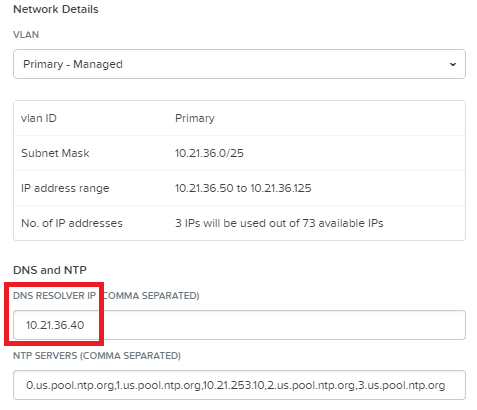 Network Details
VLAN
Primary - Managed
vlan ID Primary
Subnet Mask 10.21.36.0/25
IP address range 10.21.36.50 to 10.21.36.125
No. of IP addresses 3 IPs will be used out of 73 available IPs
DNS and NTP
DNS RESOLVER IP (COMMA SEPARATED)
10.21.36.40
NTP SERVERS (COMMA SEPARATED)
0.us.pool.ntp.org,1.us.pool.ntp.org,10.21.253.10,2.us.pool.ntp.org,3.us.pool.ntp.org